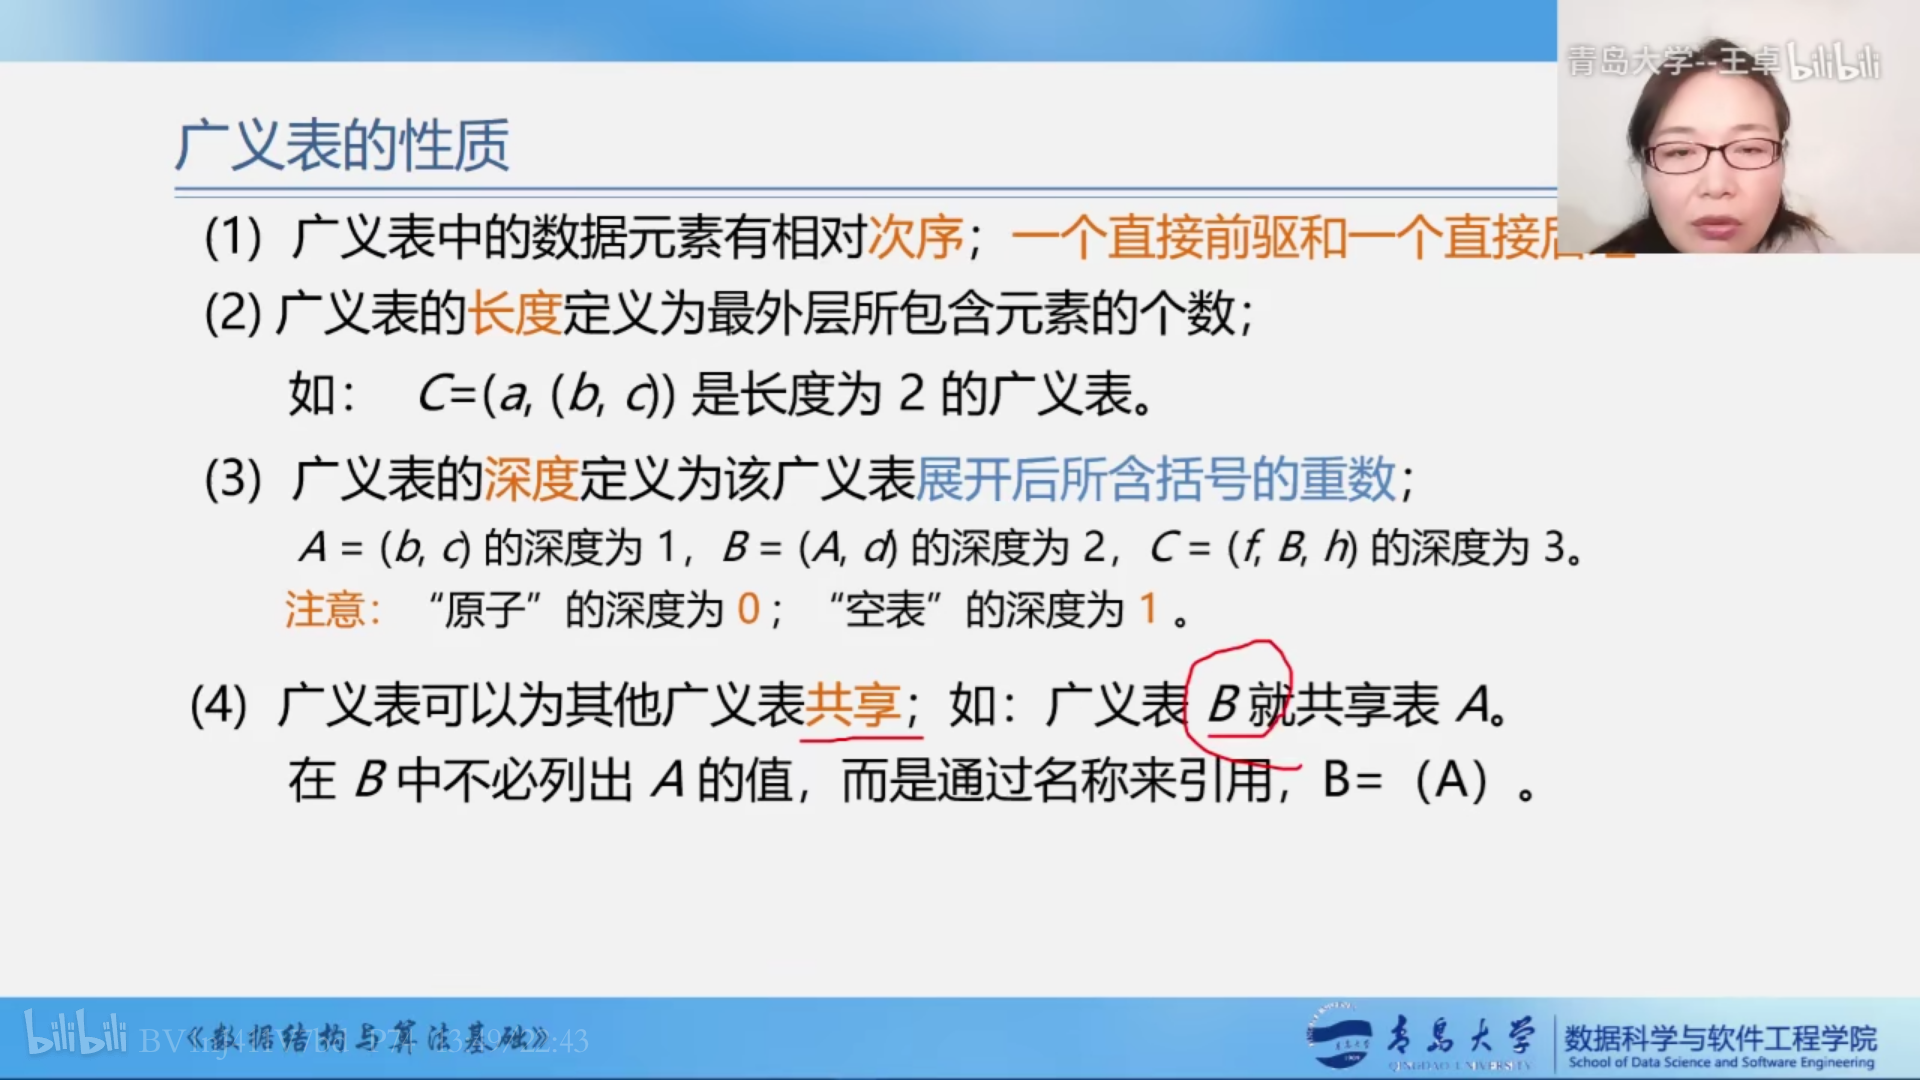 青岛大学--王卓 bilibili
广义表的性质
(1) 广义表中的数据元素有相对次序；一个直接前驱和一个直接后
(2) 广义表的长度定义为最外层所包含元素的个数；
如： C=(a, (b, c)) 是长度为 2 的广义表。
(3) 广义表的深度定义为该广义表展开后所含括号的重数；
A = (b, c) 的深度为 1，B = (A, d) 的深度为 2，C = (f, B, h) 的深度为 3。
注意：“原子”的深度为 0；“空表”的深度为 1 。
(4) 广义表可以为其他广义表共享；如：广义表 B 就共享表 A。
在 B 中不必列出 A 的值，而是通过名称来引用，B=（A）。
bilibili
《数据结构与算法基础》
青岛大学
QINGDAO UNIVERSITY
数据科学与软件工程学院
School of Data Science and Software Engineering